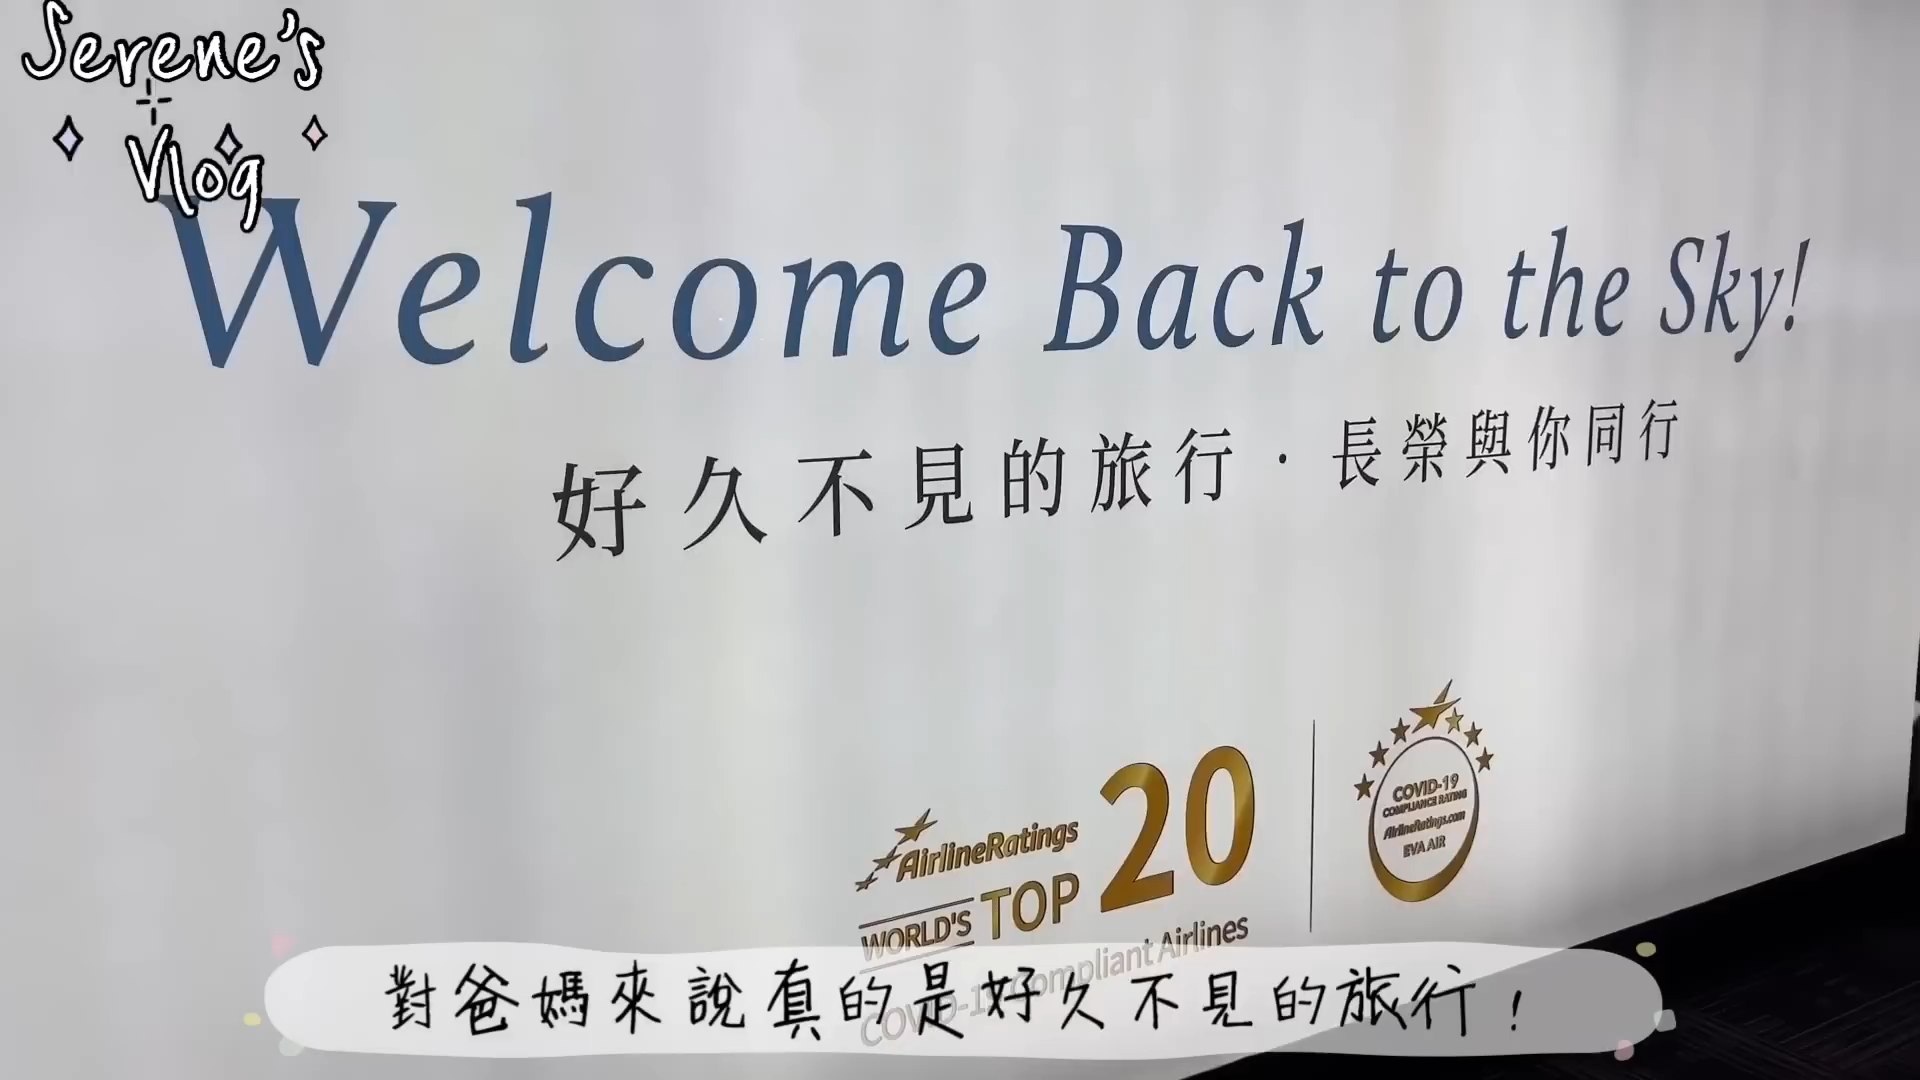 Serene's
Vlog
Welcome Back to the Sky!
好久不見的旅行·長榮與你同行
AirlineRatings
WORLD'S TOP 20
COVID-19 Compliant Airlines
COVID-19
COMPLIANCE RATING
AirlineRatings.com
EVA AIR
對爸媽來說真的是好久不見的旅行!